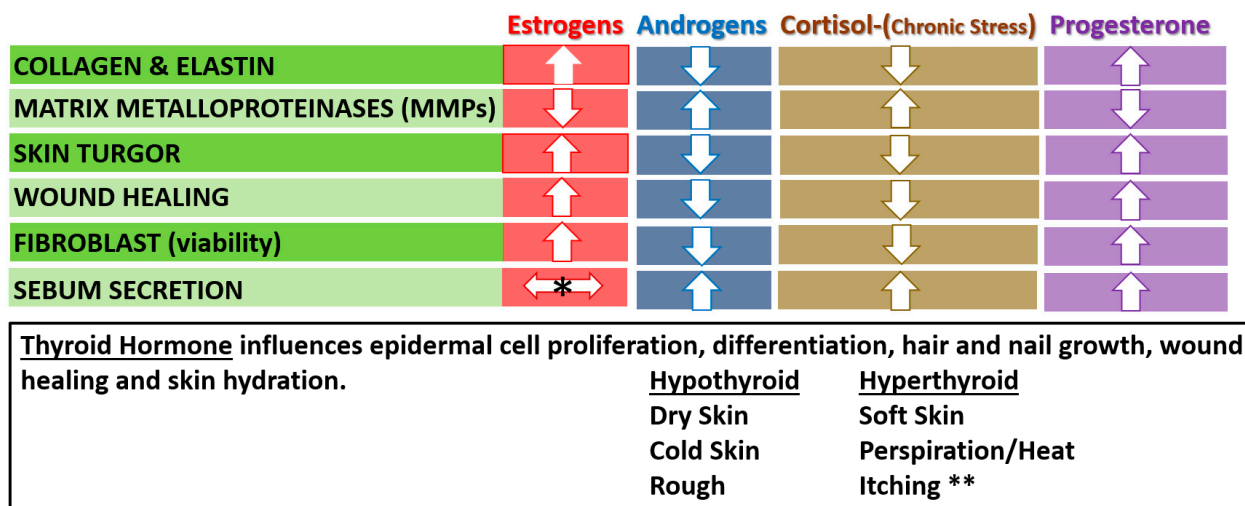 Estrogens Androgens Cortisol-(Chronic Stress) Progesterone
COLLAGEN & ELASTIN
MATRIX METALLOPROTEINASES (MMPs)
SKIN TURGOR
WOUND HEALING
FIBROBLAST (viability)
SEBUM SECRETION *
Thyroid Hormone influences epidermal cell proliferation, differentiation, hair and nail growth, wound
healing and skin hydration.
Hypothyroid Hyperthyroid
Dry Skin Soft Skin
Cold Skin Perspiration/Heat
Rough Itching **